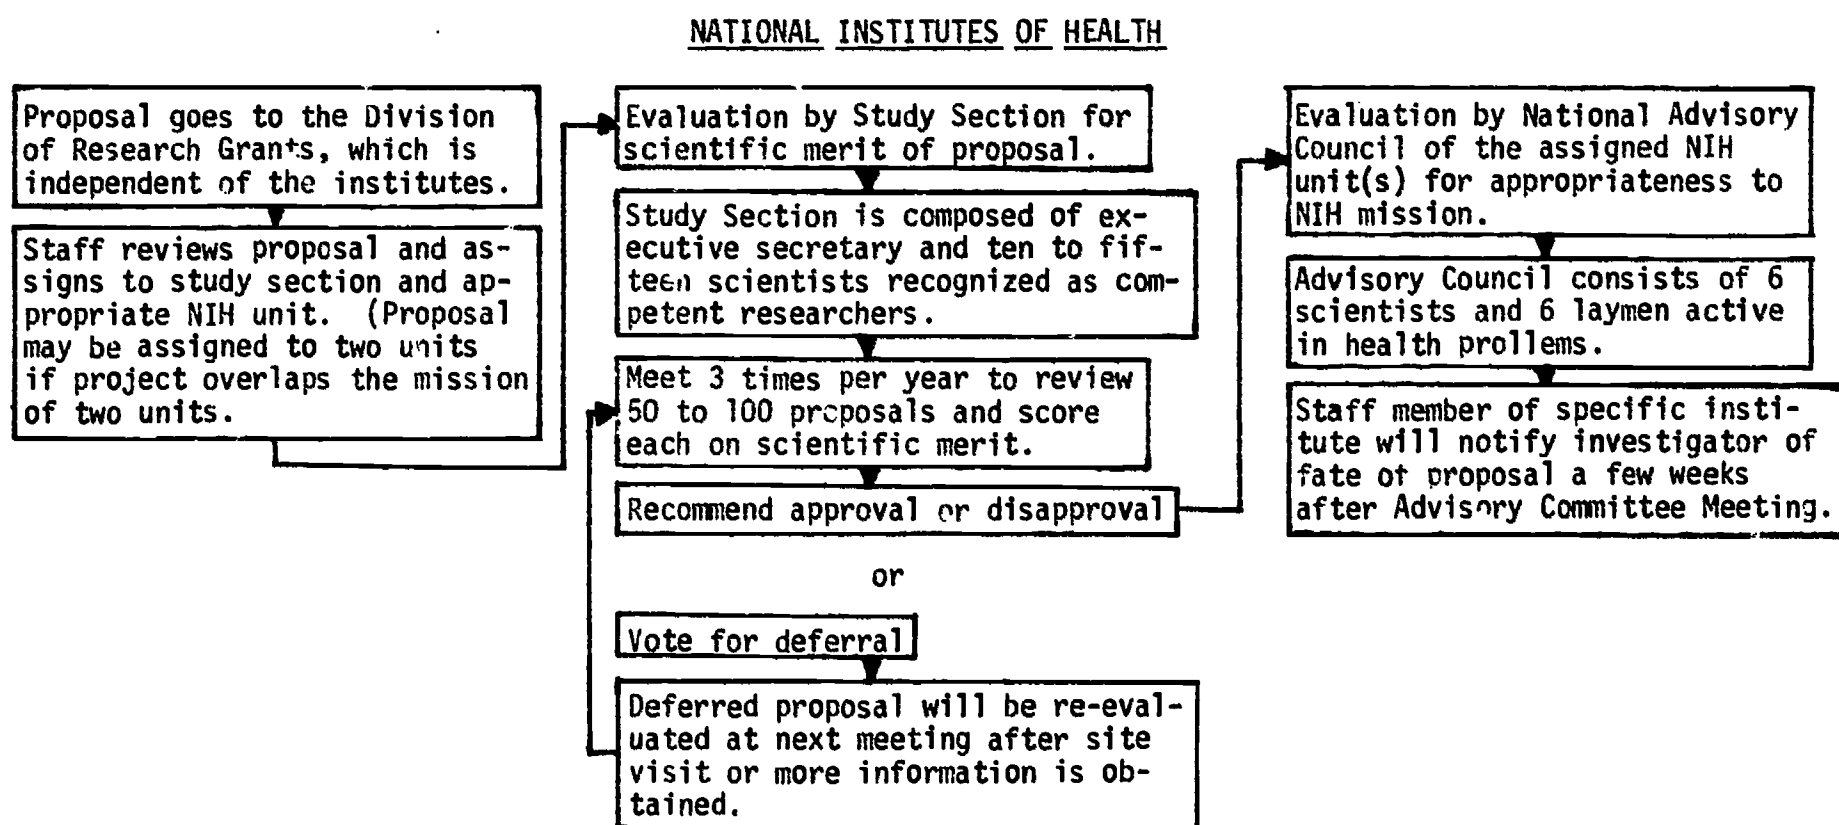 NATIONAL INSTITUTES OF HEALTH
Proposal goes to the Division
of Research Grants, which is
independent of the institutes.
Staff reviews proposal and as-
signs to study section and ap-
propriate NIH unit. (Proposal
may be assigned to two units
if project overlaps the mission
of two units.
Evaluation by Study Section for
scientific merit of proposal.
Study Section is composed of ex-
ecutive secretary and ten to fif-
teen scientists recognized as com-
petent researchers.
Meet 3 times per year to review
50 to 100 proposals and score
each on scientific merit.
Recommend approval or disapproval
or
Vote for deferral
Deferred proposal will be re-eval-
uated at next meeting after site
visit or more information is ob-
tained.
Evaluation by National Advisory
Council of the assigned NIH
unit(s) for appropriateness to
NIH mission.
Advisory Council consists of 6
scientists and 6 laymen active
in health prollems.
Staff member of specific insti-
tute will notify investigator of
fate of proposal a few weeks
after Advisory Committee Meeting.